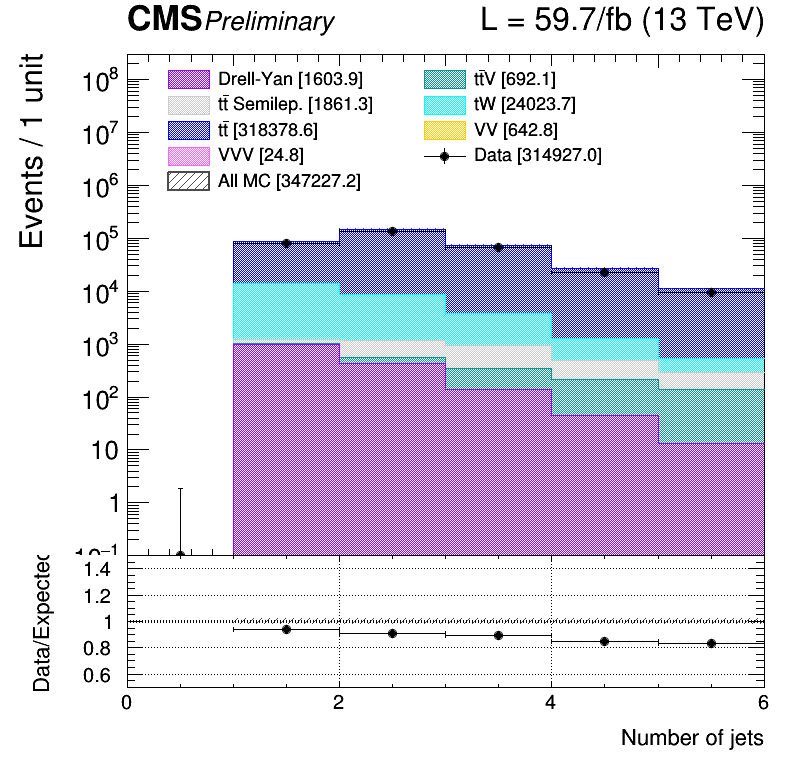 CMS Preliminary L = 59.7/fb (13 TeV)
Events / 1 unit
Drell-Yan [1603.9]
tt̄ Semilep. [1861.3]
tt̄ [318378.6]
VVV [24.8]
All MC [347227.2]
tt̄V [692.1]
tW [24023.7]
VV [642.8]
Data [314927.0]
10⁸
10⁷
10⁶
10⁵
10⁴
10³
10²
10
1
10⁻¹
Data/Expected
1.4
1.2
1
0.8
0.6
0 2 4 6
Number of jets